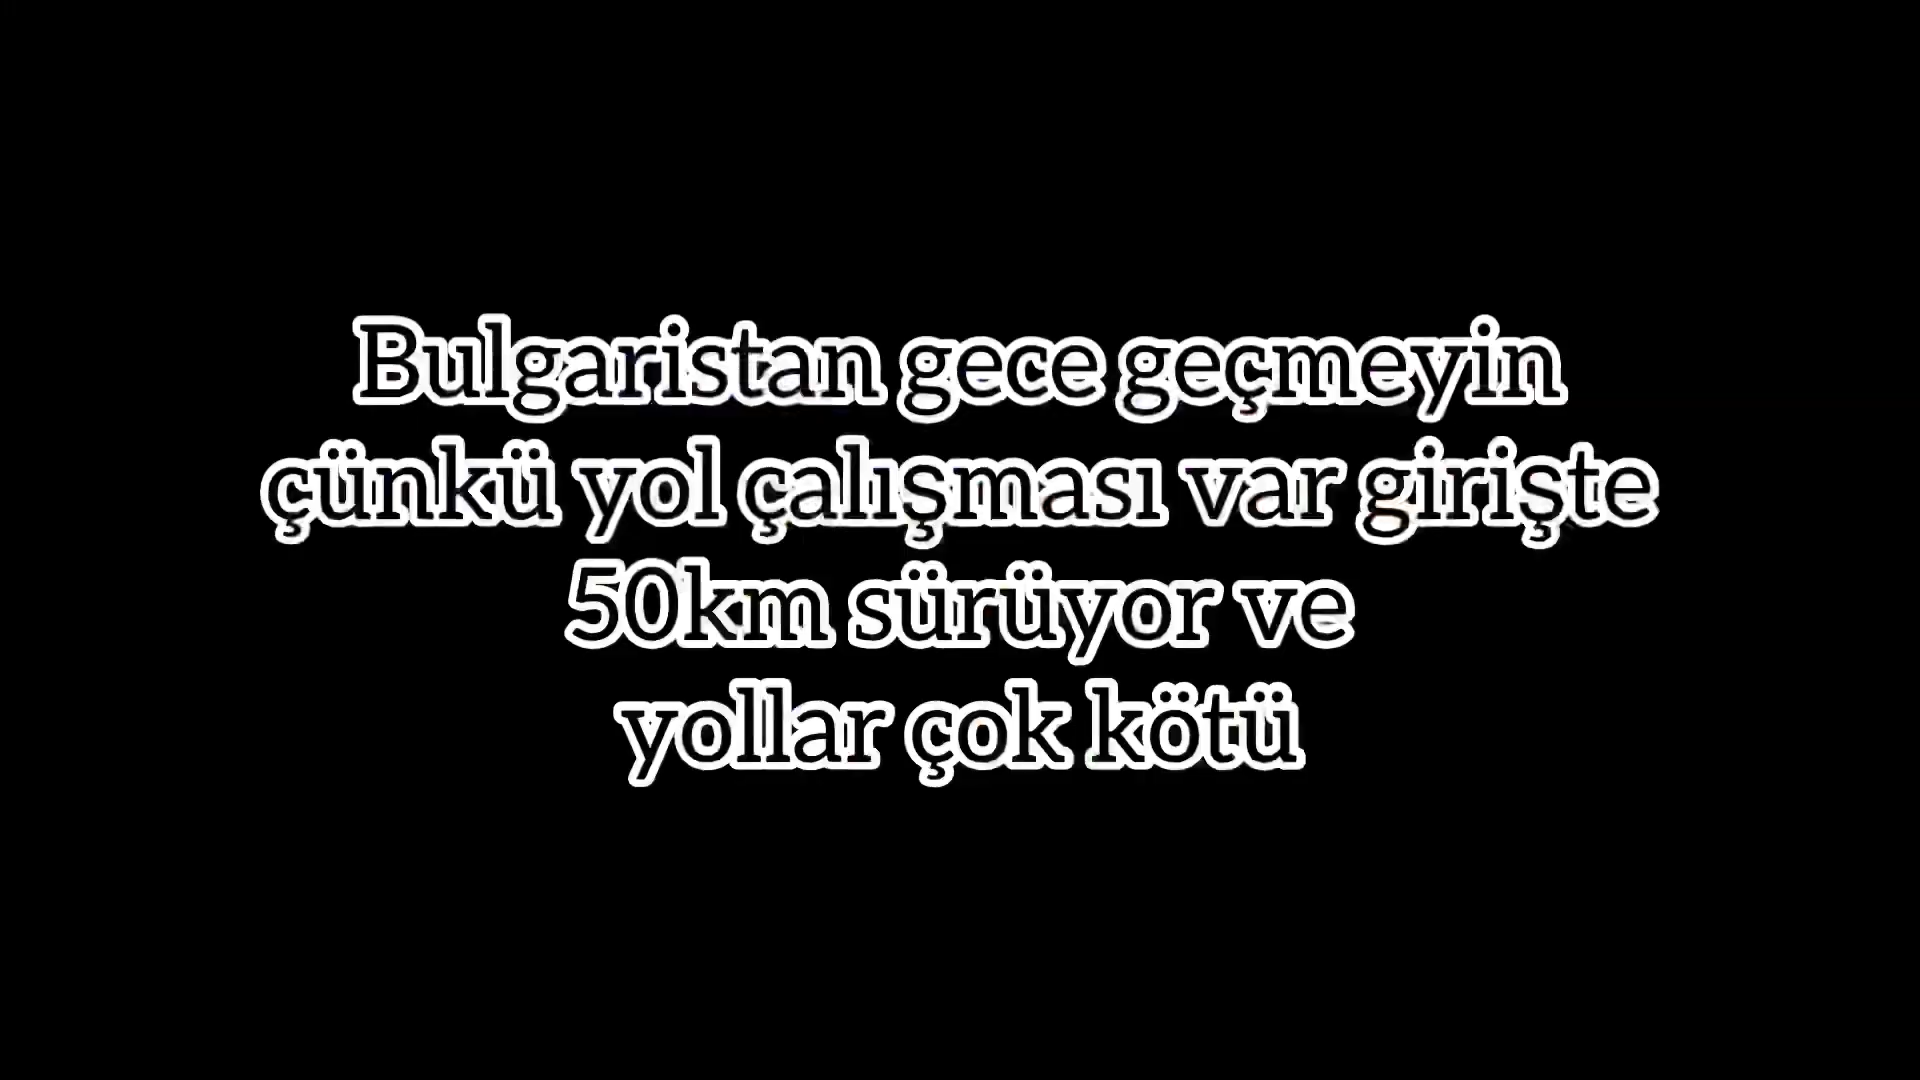 Bulgaristan gece geçmeyin
çünkü yol çalışması var girişte
50km sürüyor ve
yollar çok kötü